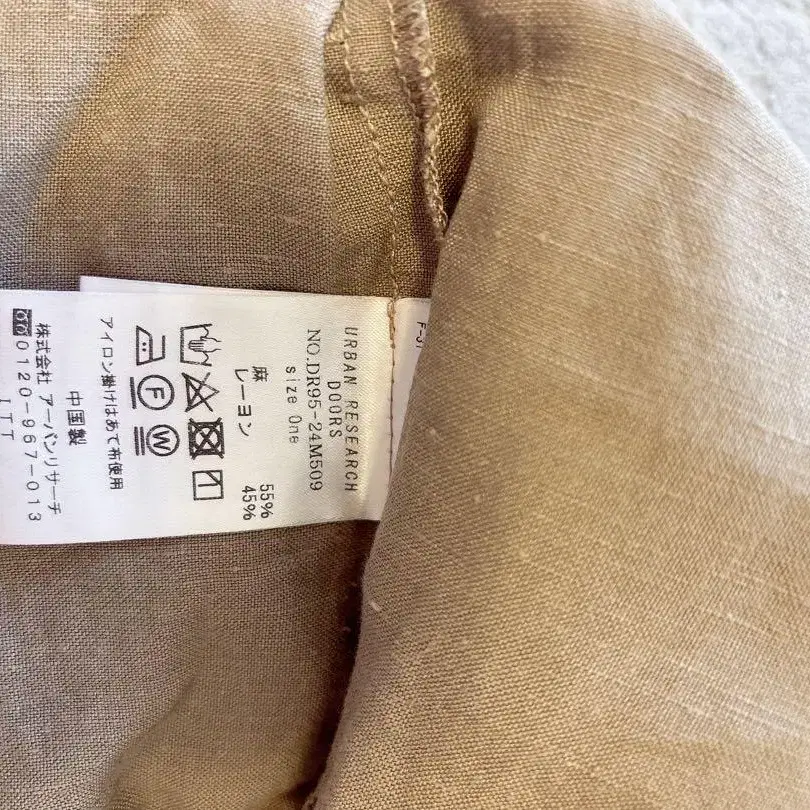 URBAN RESEARCH
DOORS
NO.DR95-24M509
size One
麻 55%
レーヨン 45%
F
W
アイロン掛けはあて布使用
中国製
株式会社 アーバンリサーチ
0120-967-013
ITT